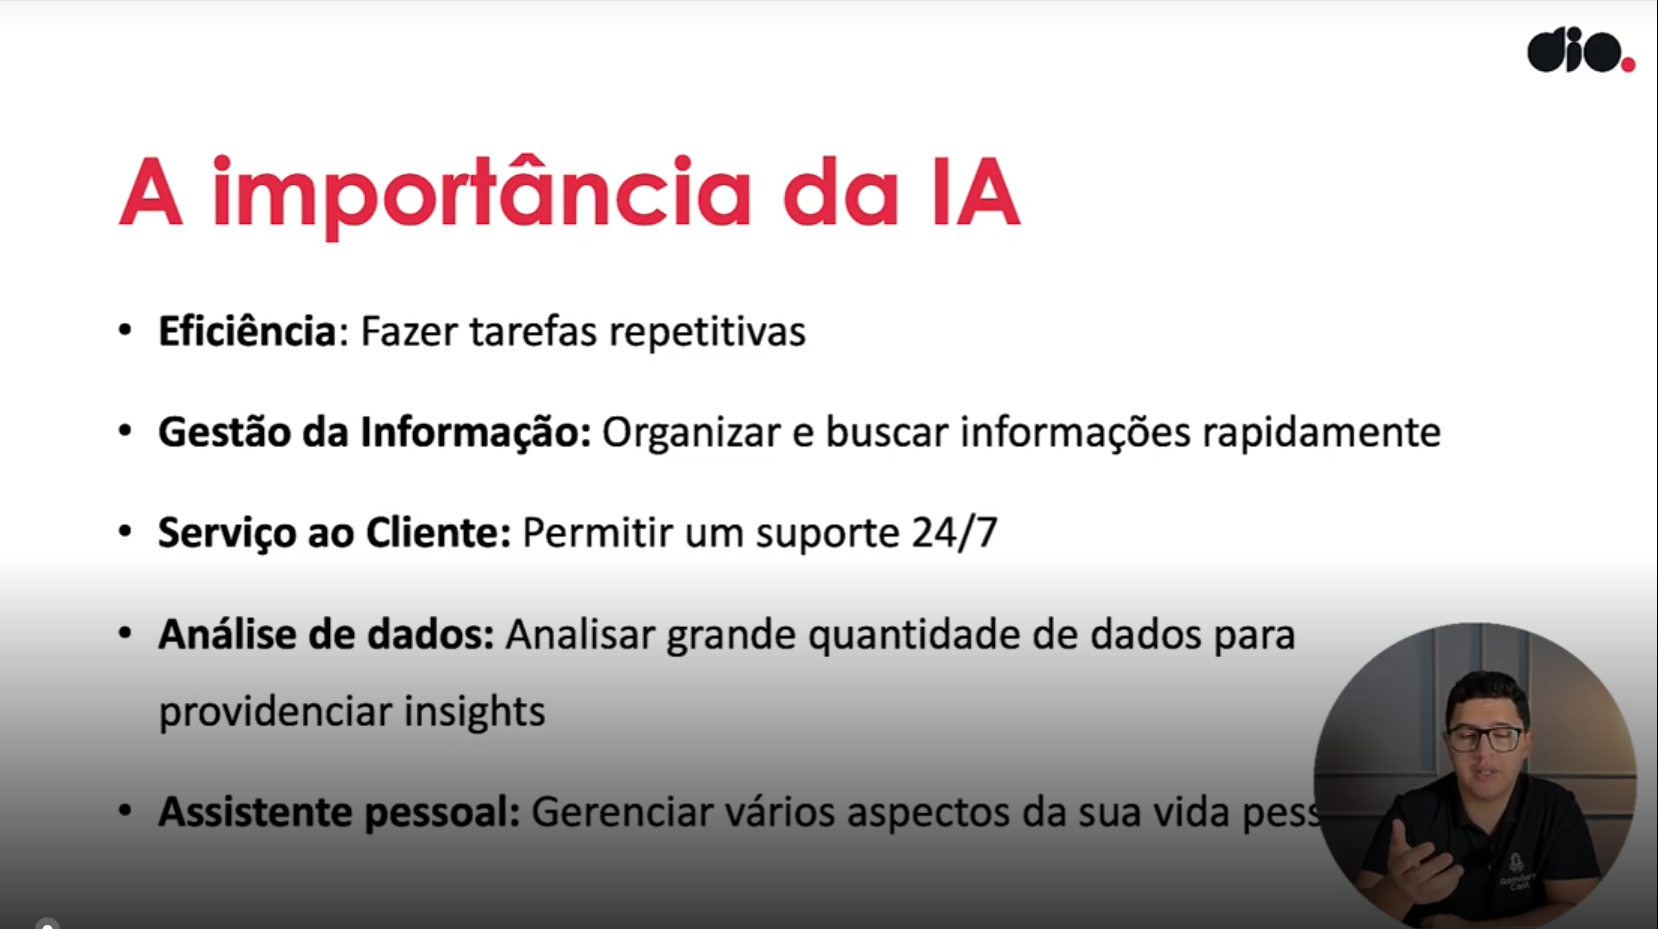 dio.
A importância da IA
• Eficiência: Fazer tarefas repetitivas
• Gestão da Informação: Organizar e buscar informações rapidamente
• Serviço ao Cliente: Permitir um suporte 24/7
• Análise de dados: Analisar grande quantidade de dados para
providenciar insights
• Assistente pessoal: Gerenciar vários aspectos da sua vida
Cast